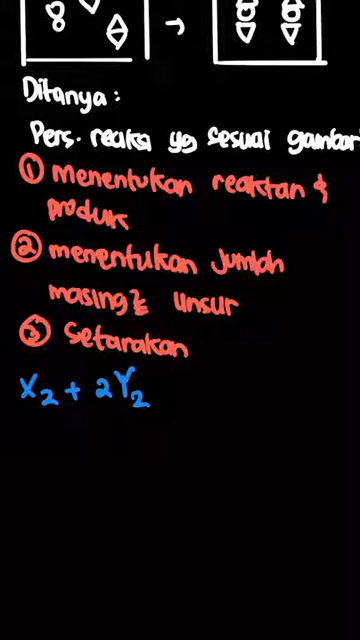 Ditanya :
Pers. reaksi yg sesuai gambar
① menentukan reaktan &
produk
② menentukan jumlah
masing² unsur
③ Setarakan
X₂ + 2Y₂